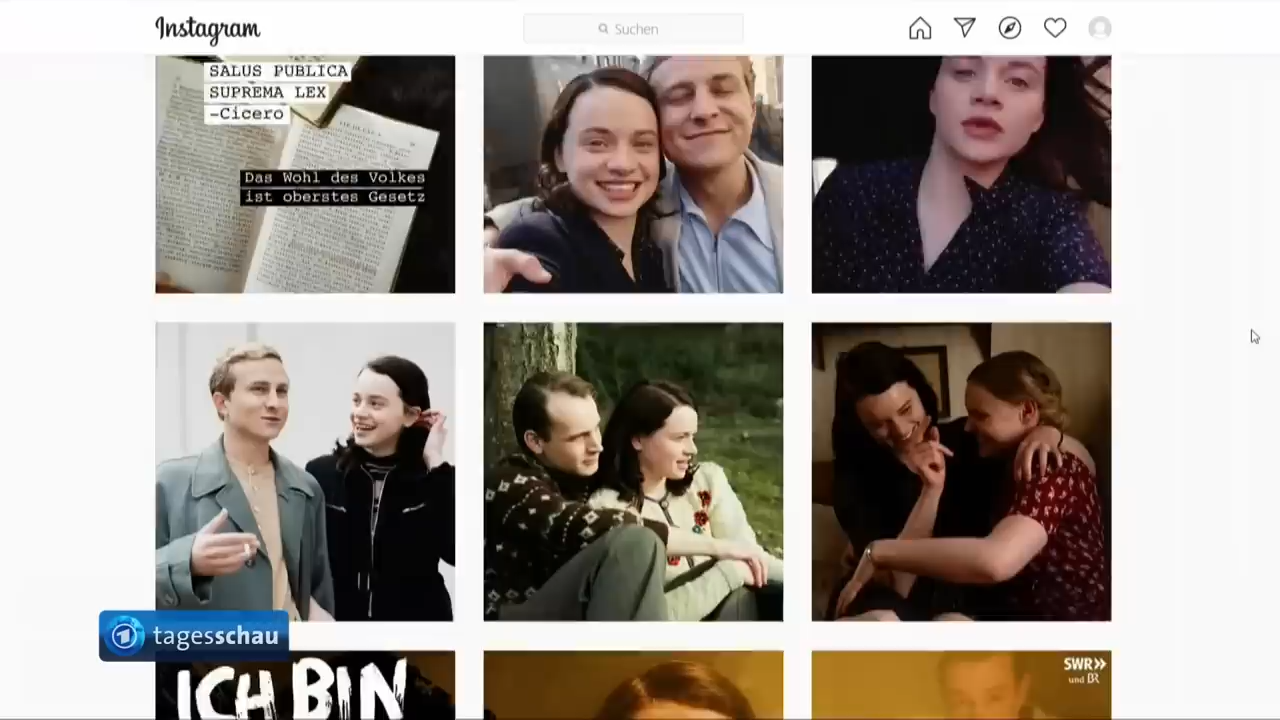 Instagram
Suchen
SALUS PUBLICA
SUPREMA LEX
–Cicero
Das Wohl des Volkes
ist oberstes Gesetz
tagesschau
ICH BIN
SWR»
und BR